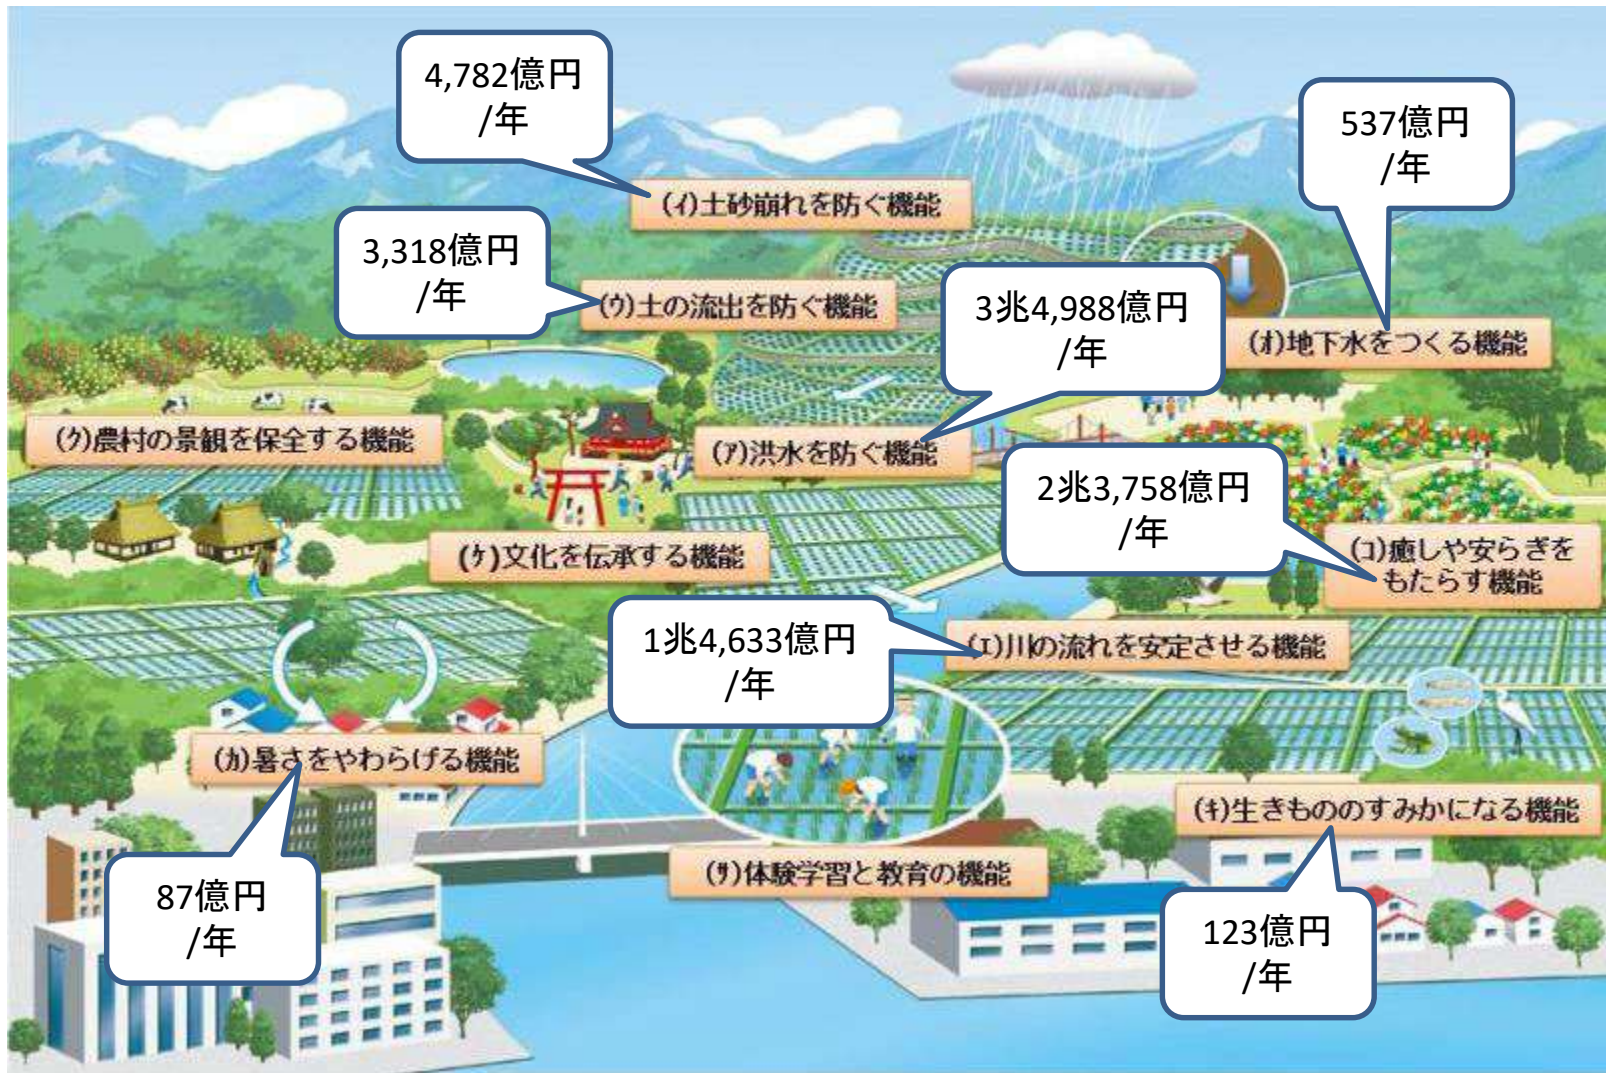 4,782億円
/年
537億円
/年
(イ)土砂崩れを防ぐ機能
3,318億円
/年
(ウ)土の流出を防ぐ機能
3兆4,988億円
/年
(オ)地下水をつくる機能
(ク)農村の景観を保全する機能
(ア)洪水を防ぐ機能
2兆3,758億円
/年
(ケ)文化を伝承する機能
(コ)癒しや安らぎを
もたらす機能
1兆4,633億円
/年
(エ)川の流れを安定させる機能
(カ)暑さをやわらげる機能
(キ)生きもののすみかになる機能
(サ)体験学習と教育の機能
87億円
/年
123億円
/年